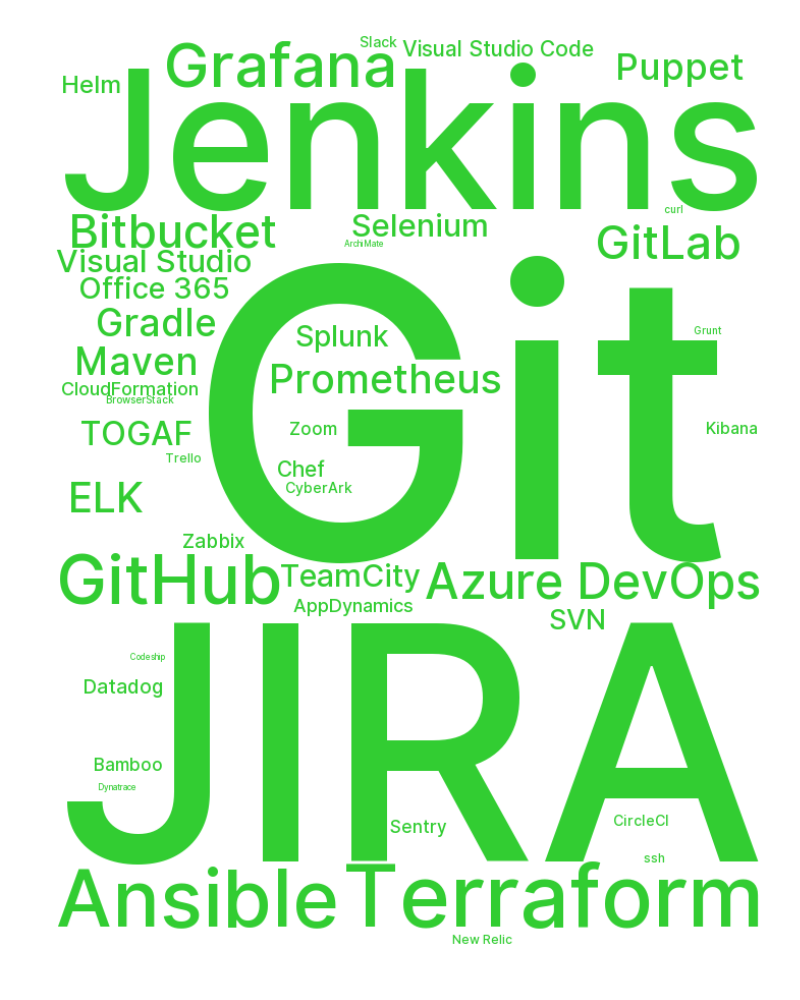 Slack
Visual Studio Code
Grafana
Puppet
Helm
Jenkins
curl
Bitbucket
Selenium
ArchiMate
GitLab
Visual Studio
Office 365
Gradle
Splunk
Grunt
Git
Maven
Prometheus
CloudFormation
BrowserStack
TOGAF
Zoom
Kibana
Trello
Chef
CyberArk
ELK
Zabbix
GitHub
TeamCity
Azure DevOps
AppDynamics
SVN
JIRA
Codeship
Datadog
Bamboo
Dynatrace
Sentry
CircleCI
ssh
Ansible
Terraform
New Relic